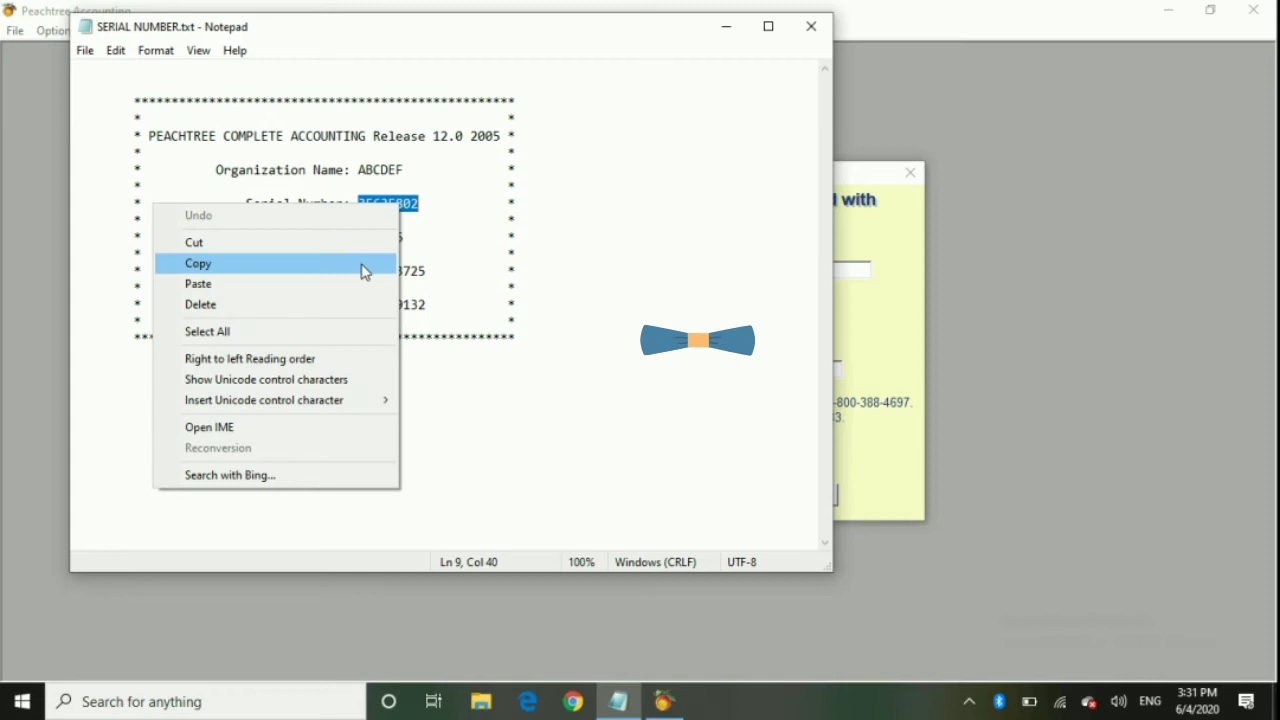 Peachtree Accounting
File Option
SERIAL NUMBER.txt - Notepad
File Edit Format View Help
***************************************************
* *
* PEACHTREE COMPLETE ACCOUNTING Release 12.0 2005 *
* *
* Organization Name: ABCDEF *
* *
* Serial Number: *
* *
* 5 *
* *
* 3725 *
* *
* 9132 *
* *
Undo
Cut
Copy
Paste
Delete
Select All
Right to left Reading order
Show Unicode control characters
Insert Unicode control character
Open IME
Reconversion
Search with Bing...
with
-800-388-4697.
3.
Ln 9, Col 40 100% Windows (CRLF) UTF-8
Search for anything
ENG
3:31 PM
6/4/2020